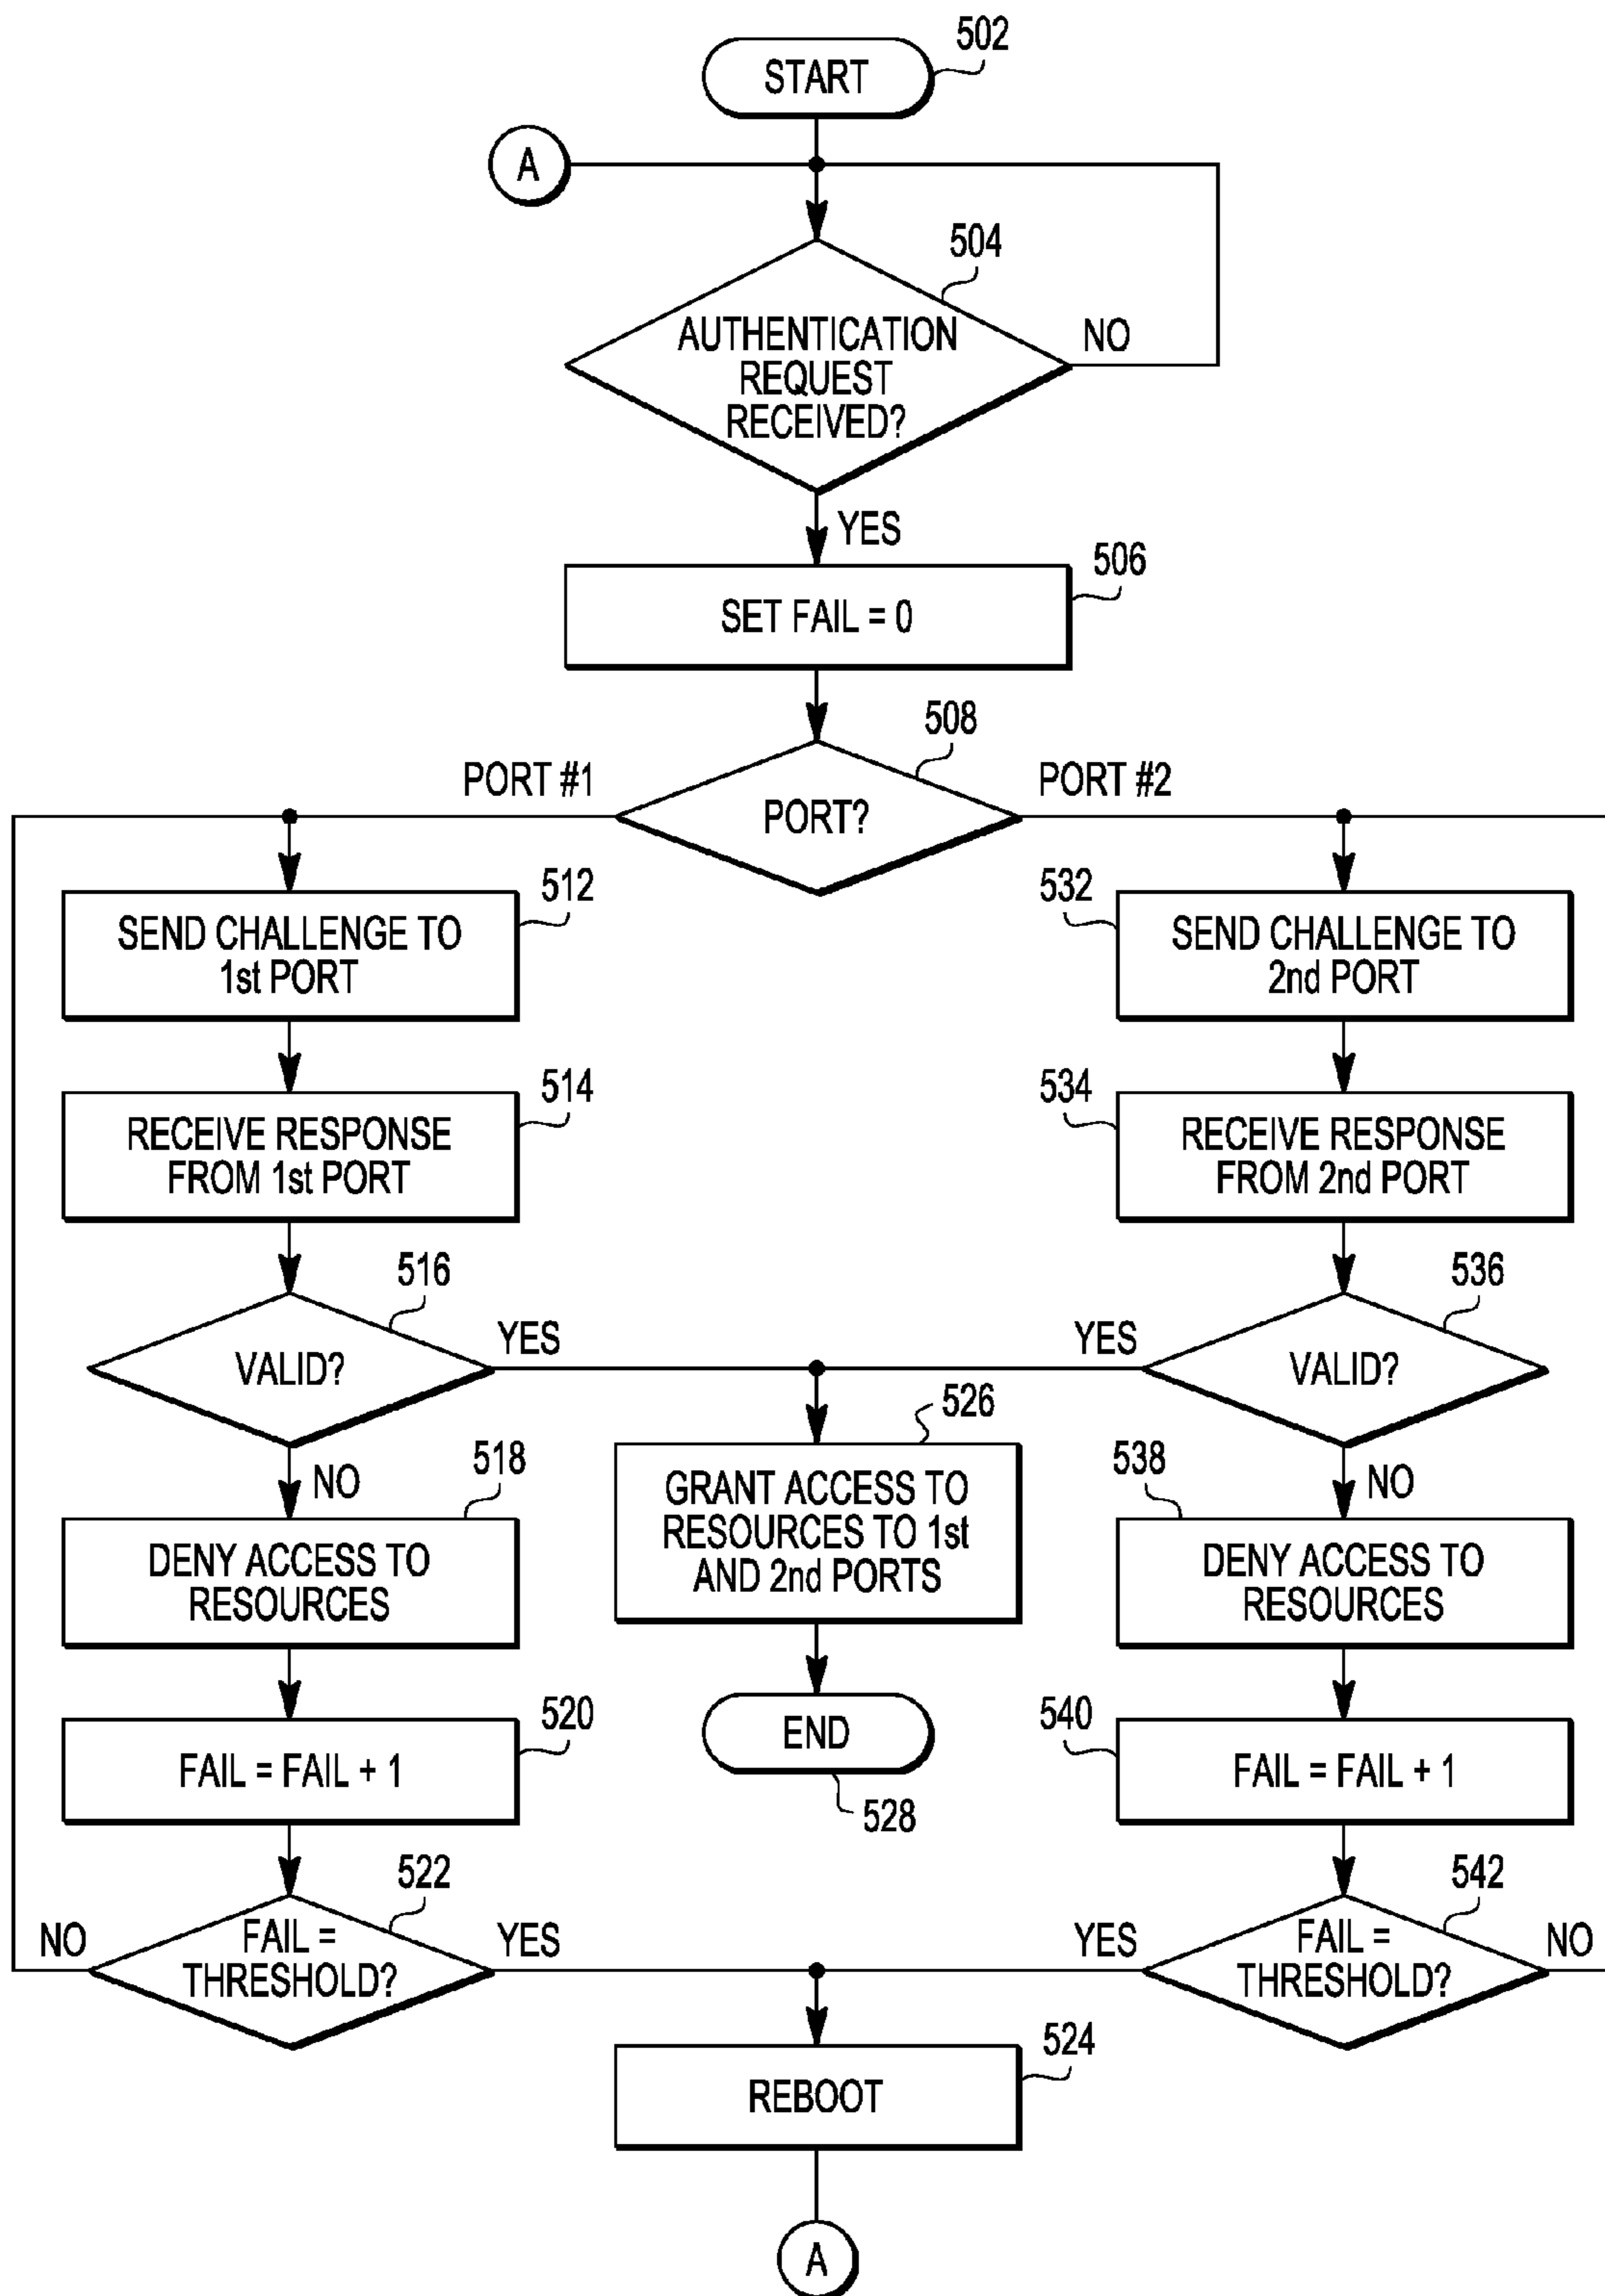 502
START
A
504
AUTHENTICATION
REQUEST
RECEIVED?
NO
YES
506
SET FAIL = 0
508
PORT #1
PORT?
PORT #2
512
SEND CHALLENGE TO
1st PORT
532
SEND CHALLENGE TO
2nd PORT
514
RECEIVE RESPONSE
FROM 1st PORT
534
RECEIVE RESPONSE
FROM 2nd PORT
516
VALID?
YES
536
YES
VALID?
526
GRANT ACCESS TO
RESOURCES TO 1st
AND 2nd PORTS
NO
518
DENY ACCESS TO
RESOURCES
538
NO
DENY ACCESS TO
RESOURCES
520
FAIL = FAIL + 1
END
528
540
FAIL = FAIL + 1
522
NO
FAIL =
THRESHOLD?
YES
542
YES
FAIL =
THRESHOLD?
NO
524
REBOOT
A